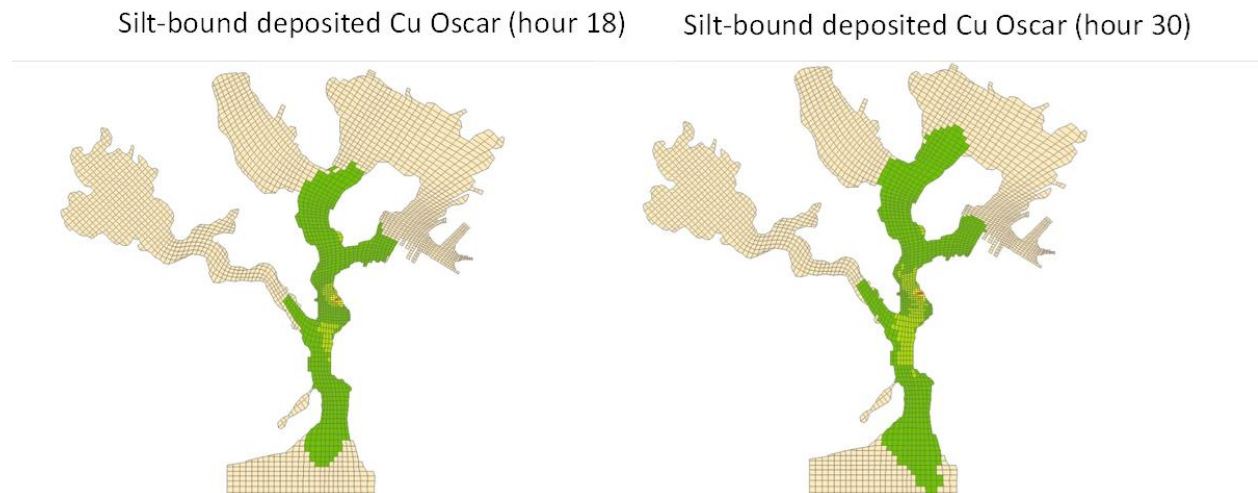 Silt-bound deposited Cu Oscar (hour 18)
Silt-bound deposited Cu Oscar (hour 30)